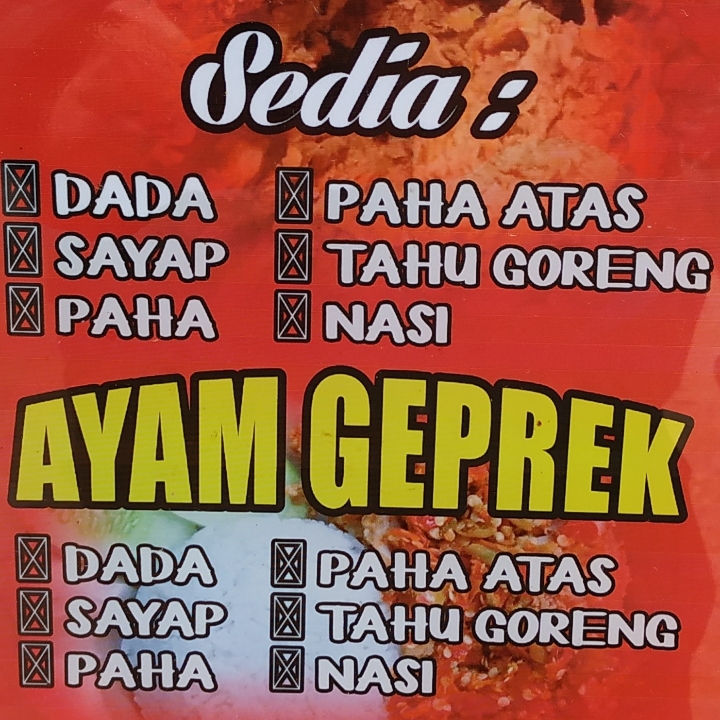 Sedia :
DADA
SAYAP
PAHA
PAHA ATAS
TAHU GORENG
NASI
AYAM GEPREK
DADA
SAYAP
PAHA
PAHA ATAS
TAHU GORENG
NASI